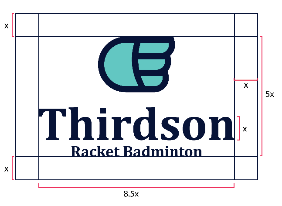 x
x
5x
Thirdson
x
Racket Badminton
x
8.5x